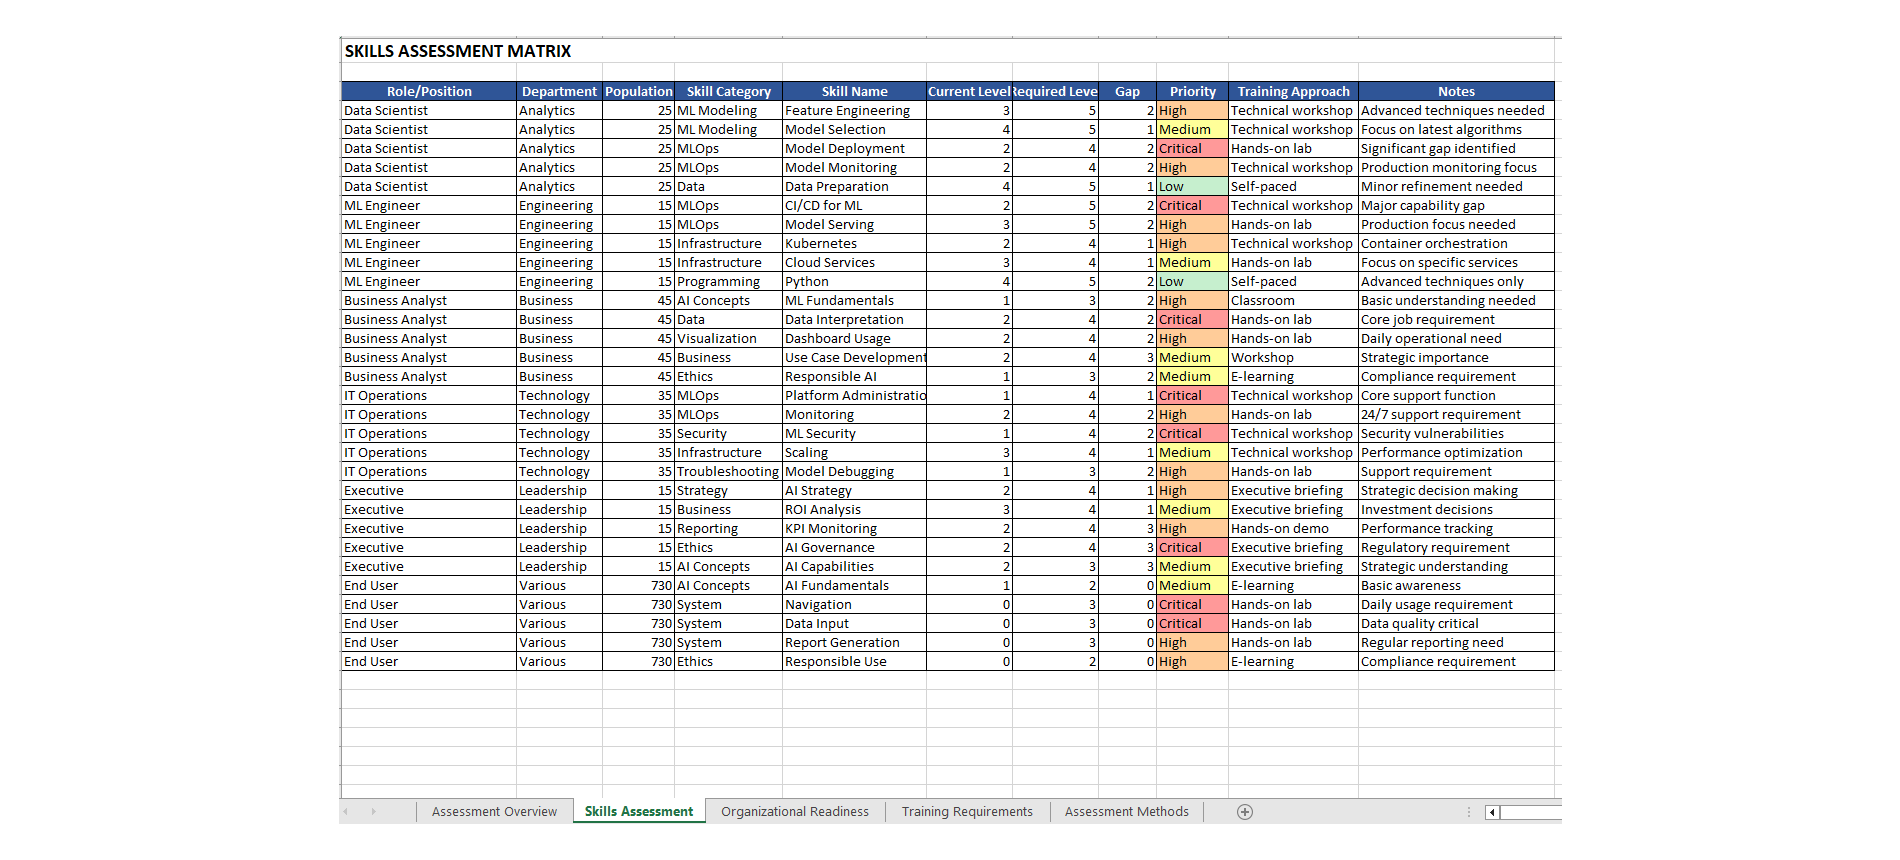 SKILLS ASSESSMENT MATRIX
Role/Position Department Population Skill Category Skill Name Current Level Required Leve Gap Priority Training Approach Notes
Data Scientist Analytics 25 ML Modeling Feature Engineering 3 5 2 High Technical workshop Advanced techniques needed
Data Scientist Analytics 25 ML Modeling Model Selection 4 5 1 Medium Technical workshop Focus on latest algorithms
Data Scientist Analytics 25 MLOps Model Deployment 2 4 2 Critical Hands-on lab Significant gap identified
Data Scientist Analytics 25 MLOps Model Monitoring 2 4 2 High Technical workshop Production monitoring focus
Data Scientist Analytics 25 Data Data Preparation 4 5 1 Low Self-paced Minor refinement needed
ML Engineer Engineering 15 MLOps CI/CD for ML 2 5 2 Critical Technical workshop Major capability gap
ML Engineer Engineering 15 MLOps Model Serving 3 5 2 High Hands-on lab Production focus needed
ML Engineer Engineering 15 Infrastructure Kubernetes 2 4 1 High Technical workshop Container orchestration
ML Engineer Engineering 15 Infrastructure Cloud Services 3 4 1 Medium Hands-on lab Focus on specific services
ML Engineer Engineering 15 Programming Python 4 5 2 Low Self-paced Advanced techniques only
Business Analyst Business 45 AI Concepts ML Fundamentals 1 3 2 High Classroom Basic understanding needed
Business Analyst Business 45 Data Data Interpretation 2 4 2 Critical Hands-on lab Core job requirement
Business Analyst Business 45 Visualization Dashboard Usage 2 4 2 High Hands-on lab Daily operational need
Business Analyst Business 45 Business Use Case Development 2 4 3 Medium Workshop Strategic importance
Business Analyst Business 45 Ethics Responsible AI 1 3 2 Medium E-learning Compliance requirement
IT Operations Technology 35 MLOps Platform Administratio 1 4 1 Critical Technical workshop Core support function
IT Operations Technology 35 MLOps Monitoring 2 4 2 High Hands-on lab 24/7 support requirement
IT Operations Technology 35 Security ML Security 1 4 2 Critical Technical workshop Security vulnerabilities
IT Operations Technology 35 Infrastructure Scaling 3 4 1 Medium Technical workshop Performance optimization
IT Operations Technology 35 Troubleshooting Model Debugging 1 3 2 High Hands-on lab Support requirement
Executive Leadership 15 Strategy AI Strategy 2 4 1 High Executive briefing Strategic decision making
Executive Leadership 15 Business ROI Analysis 3 4 1 Medium Executive briefing Investment decisions
Executive Leadership 15 Reporting KPI Monitoring 2 4 3 High Hands-on demo Performance tracking
Executive Leadership 15 Ethics AI Governance 2 4 3 Critical Executive briefing Regulatory requirement
Executive Leadership 15 AI Concepts AI Capabilities 2 3 3 Medium Executive briefing Strategic understanding
End User Various 730 AI Concepts AI Fundamentals 1 2 0 Medium E-learning Basic awareness
End User Various 730 System Navigation 0 3 0 Critical Hands-on lab Daily usage requirement
End User Various 730 System Data Input 0 3 0 Critical Hands-on lab Data quality critical
End User Various 730 System Report Generation 0 3 0 High Hands-on lab Regular reporting need
End User Various 730 Ethics Responsible Use 0 2 0 High E-learning Compliance requirement
Assessment Overview Skills Assessment Organizational Readiness Training Requirements Assessment Methods